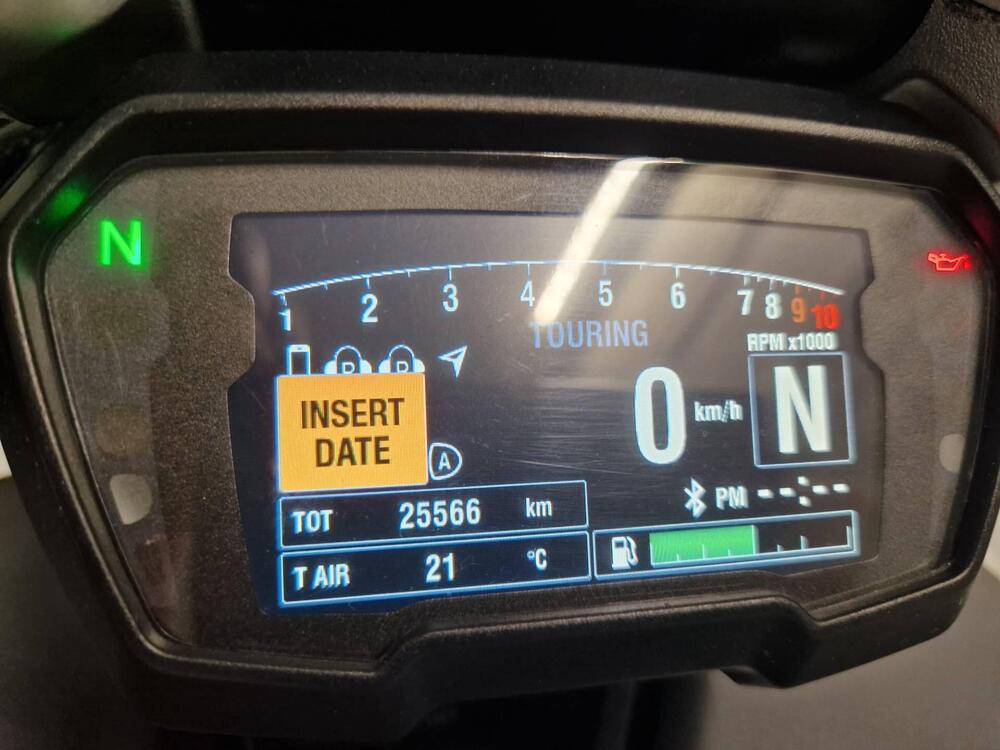 N
1 2 3 4 5 6 7 8 9 10
TOURING
RPM x1000
P P
INSERT
DATE
A
0 km/h
N
PM --:--
TOT 25566 km
T AIR 21 °C